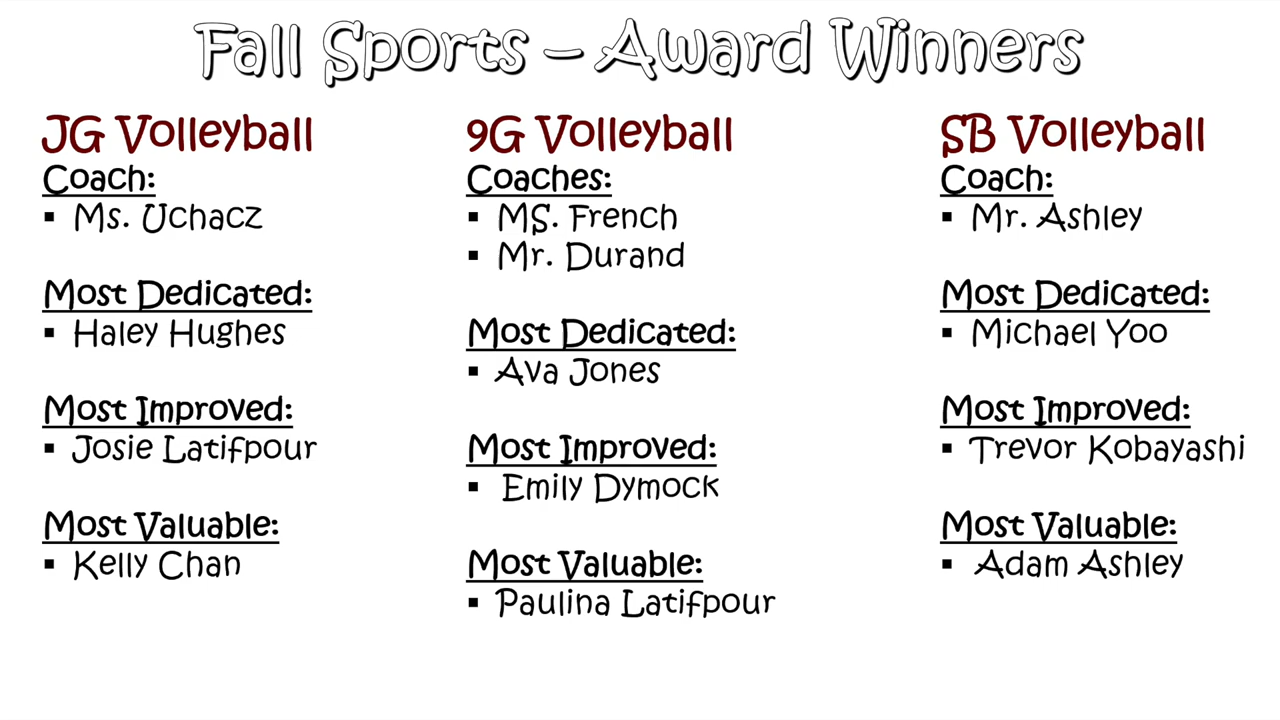 Fall Sports – Award Winners
JG Volleyball
Coach:
▪ Ms. Uchacz
Most Dedicated:
▪ Haley Hughes
Most Improved:
▪ Josie Latifpour
Most Valuable:
▪ Kelly Chan
9G Volleyball
Coaches:
▪ MS. French
▪ Mr. Durand
Most Dedicated:
▪ Ava Jones
Most Improved:
▪ Emily Dymock
Most Valuable:
▪ Paulina Latifpour
SB Volleyball
Coach:
▪ Mr. Ashley
Most Dedicated:
▪ Michael Yoo
Most Improved:
▪ Trevor Kobayashi
Most Valuable:
▪ Adam Ashley